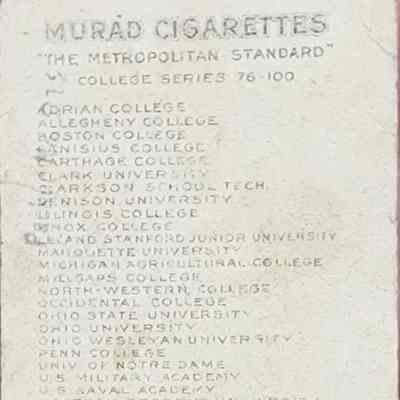 MURAD CIGARETTES
"THE METROPOLITAN STANDARD"
COLLEGE SERIES 76-100
ADRIAN COLLEGE
ALLEGHENY COLLEGE
BOSTON COLLEGE
CANISIUS COLLEGE
CARTHAGE COLLEGE
CLARK UNIVERSITY
CLARKSON SCHOOL TECH.
DENISON UNIVERSITY
ILLINOIS COLLEGE
KNOX COLLEGE
LELAND STANFORD JUNIOR UNIVERSITY
MARQUETTE UNIVERSITY
MICHIGAN AGRICULTURAL COLLEGE
MILLSAPS COLLEGE
NORTH-WESTERN, COLLEGE
OCCIDENTAL COLLEGE
OHIO STATE UNIVERSITY
OHIO UNIVERSITY
OHIO WESLEYAN UNIVERSITY
PENN COLLEGE
UNIV. OF NOTRE DAME
U.S. MILITARY ACADEMY
U.S. NAVAL ACADEMY